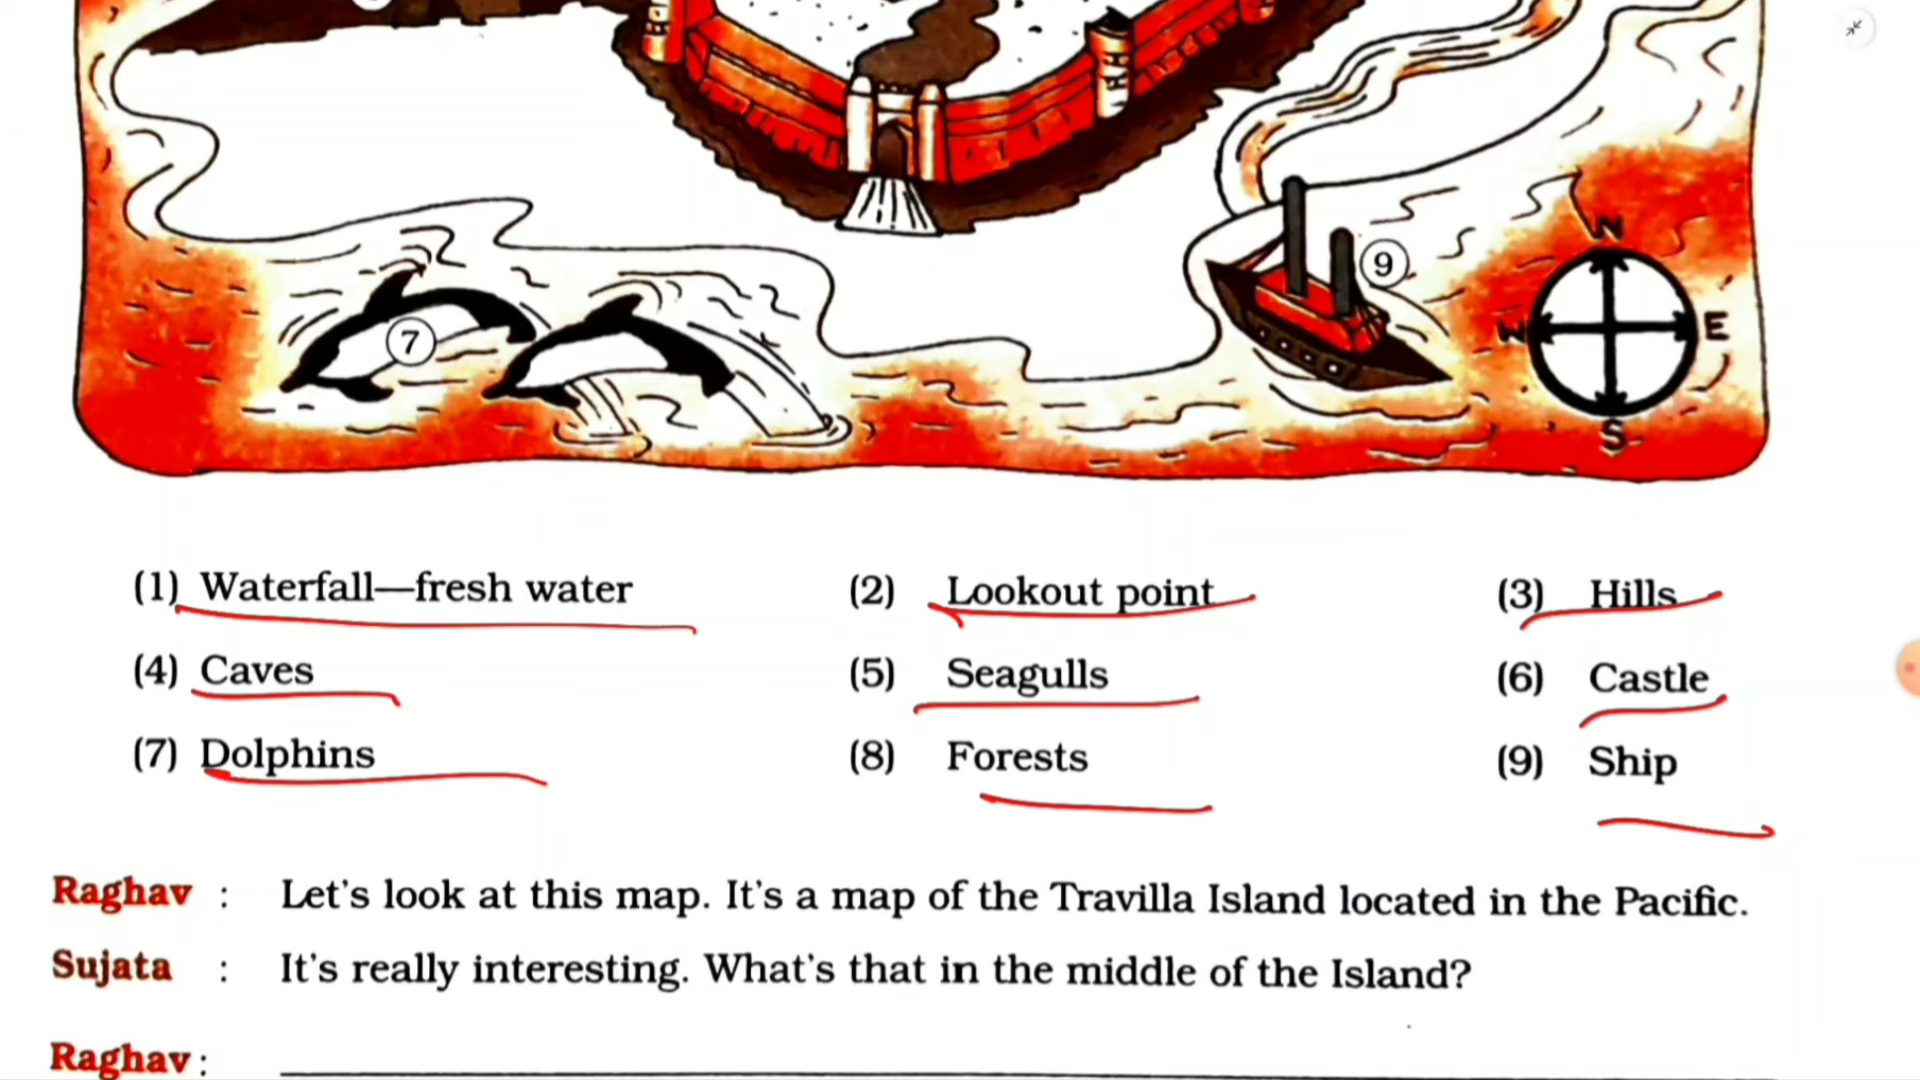 N
9
7
W E
S
(1) Waterfall—fresh water (2) Lookout point (3) Hills
(4) Caves (5) Seagulls (6) Castle
(7) Dolphins (8) Forests (9) Ship
Raghav : Let's look at this map. It's a map of the Travilla Island located in the Pacific.
Sujata : It's really interesting. What's that in the middle of the Island?
Raghav :